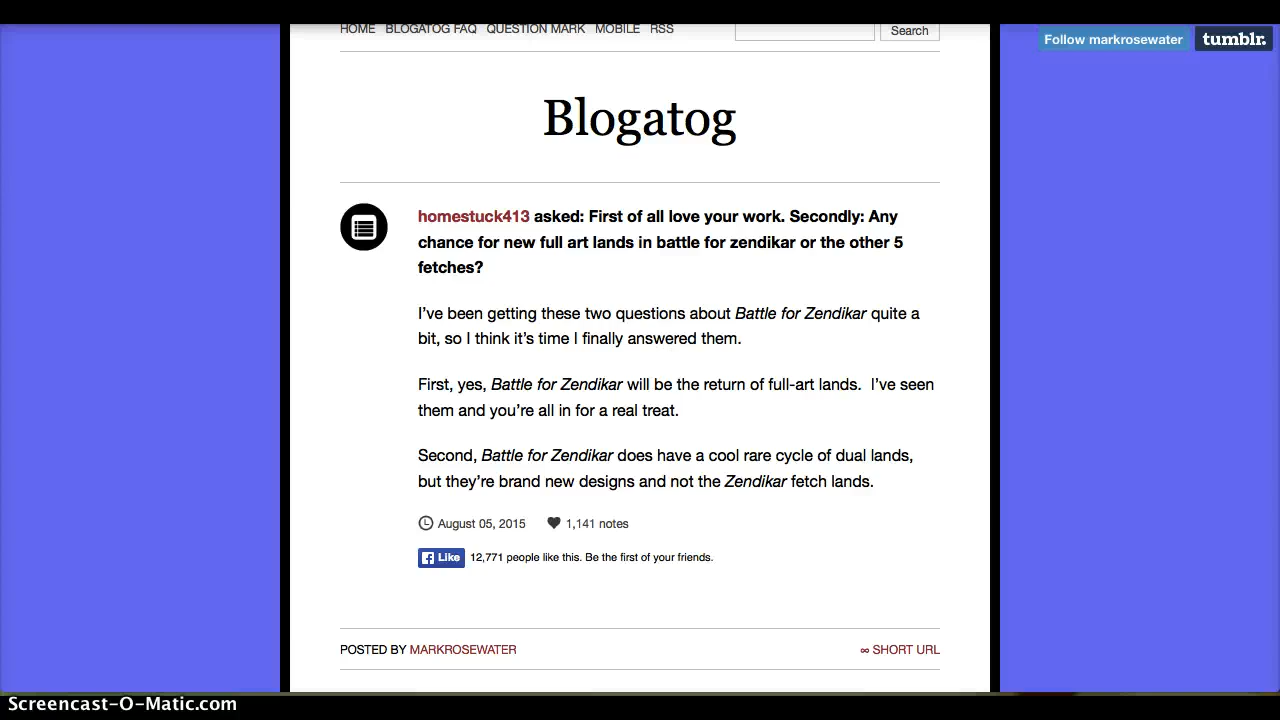 HOME BLOGATOG FAQ QUESTION MARK MOBILE RSS Search
Follow markrosewater tumblr.
Blogatog
homestuck413 asked: First of all love your work. Secondly: Any
chance for new full art lands in battle for zendikar or the other 5
fetches?
I've been getting these two questions about Battle for Zendikar quite a
bit, so I think it's time I finally answered them.
First, yes, Battle for Zendikar will be the return of full-art lands.  I've seen
them and you're all in for a real treat.
Second, Battle for Zendikar does have a cool rare cycle of dual lands,
but they're brand new designs and not the Zendikar fetch lands.
August 05, 2015 1,141 notes
Like 12,771 people like this. Be the first of your friends.
POSTED BY MARKROSEWATER ∞ SHORT URL
Screencast-O-Matic.com